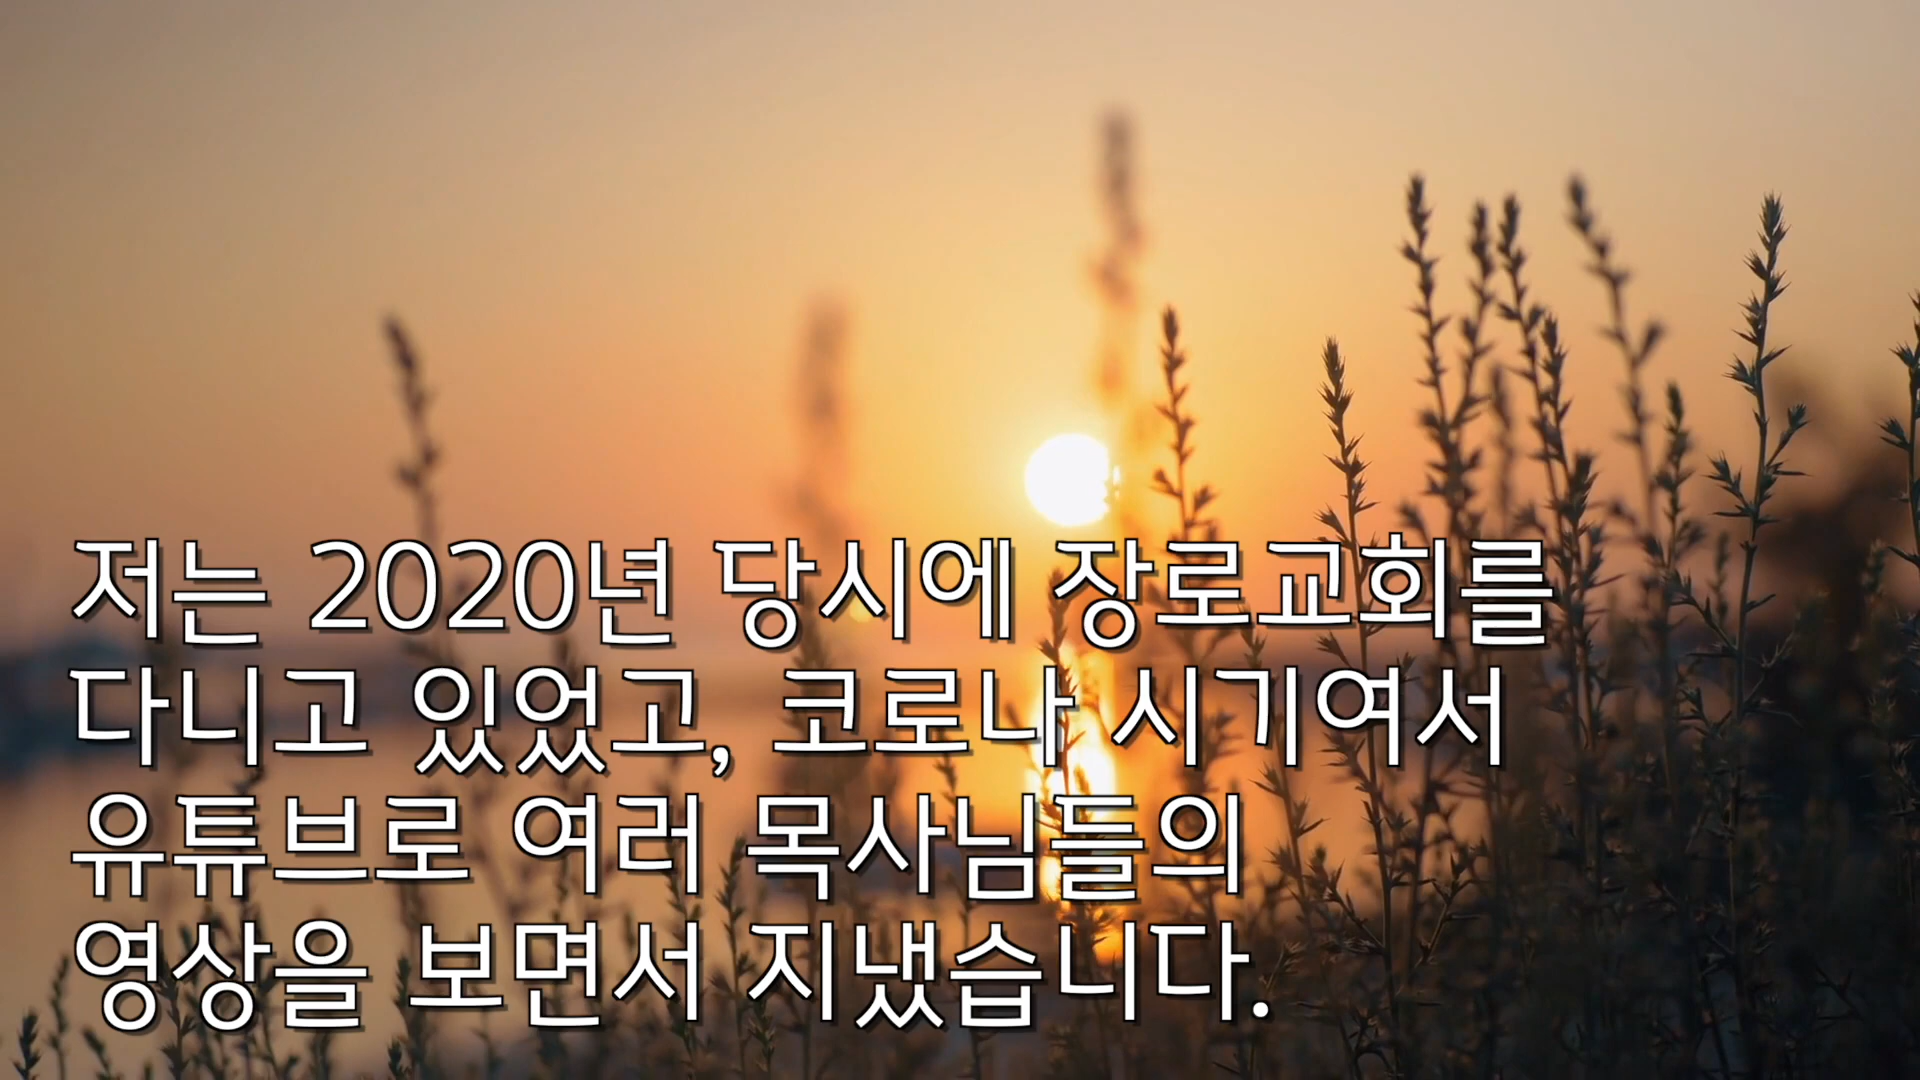 저는 2020년 당시에 장로교회를
다니고 있었고, 코로나 시기여서
유튜브로 여러 목사님들의
영상을 보면서 지냈습니다.